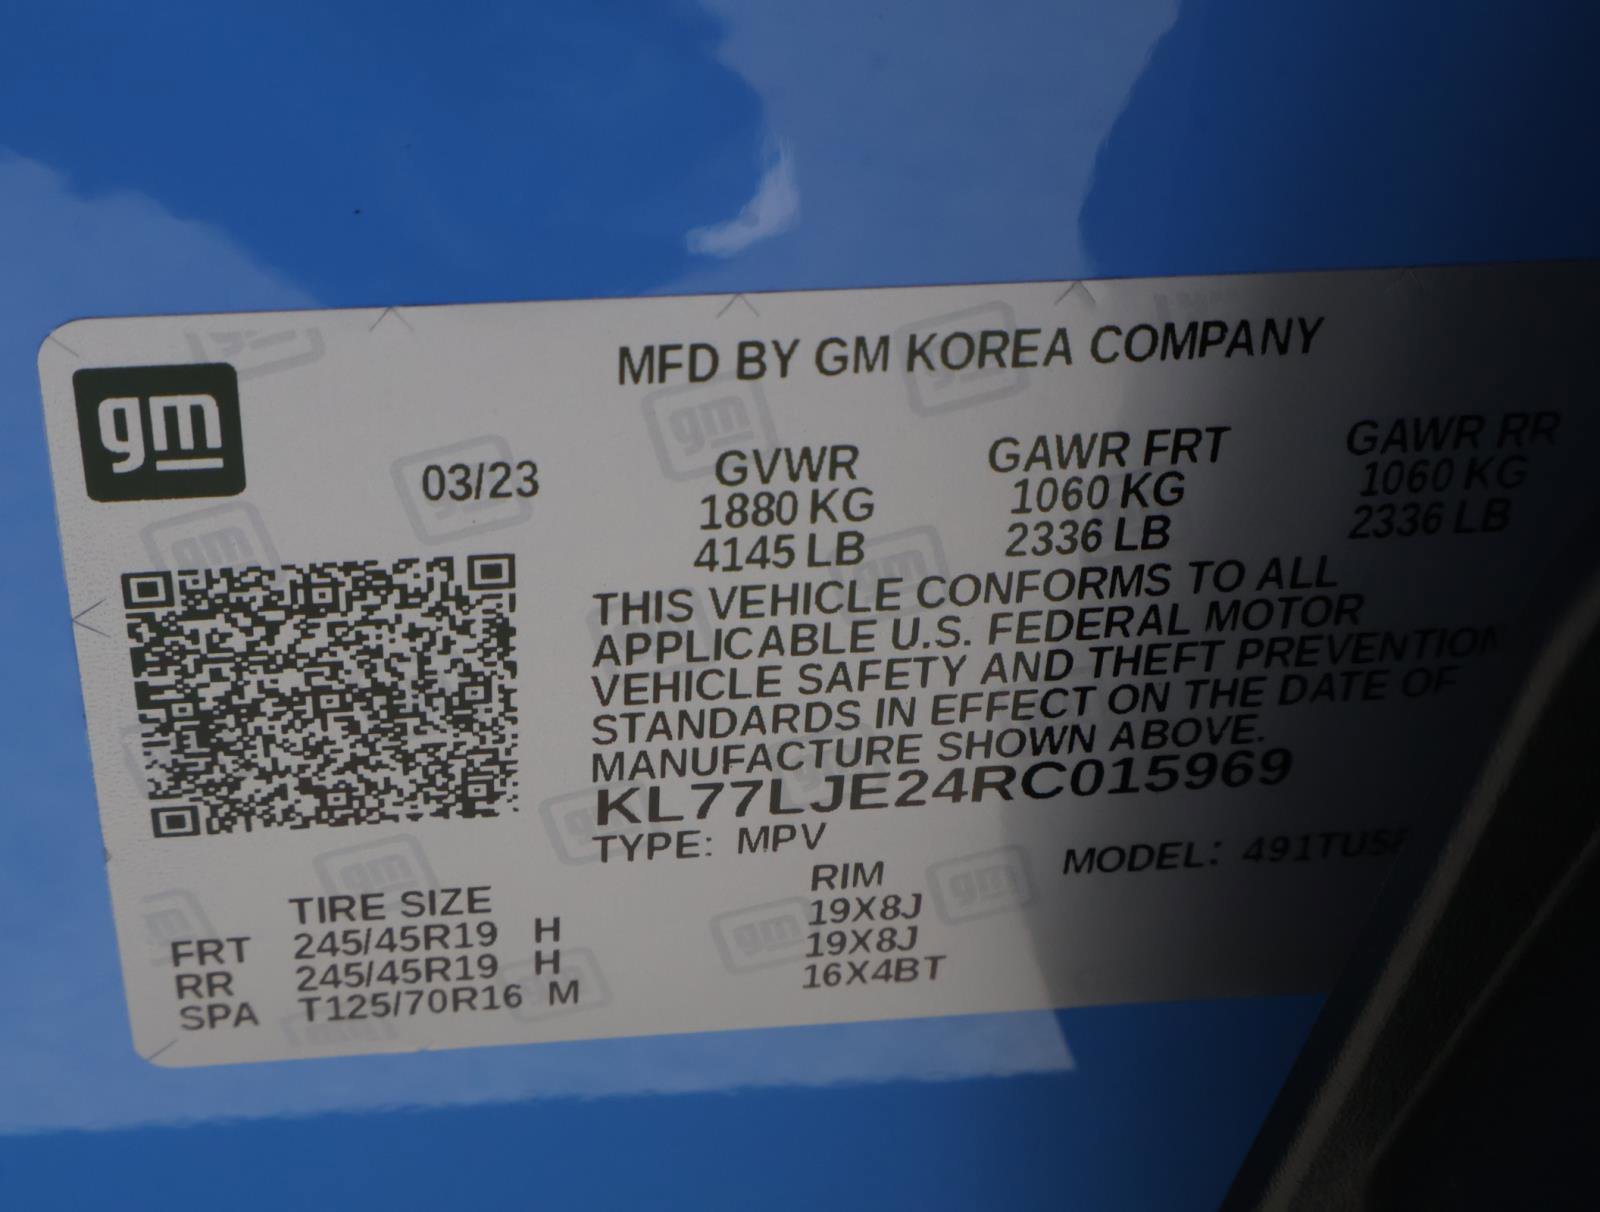 MFD BY GM KOREA COMPANY
gm
03/23
GVWR GAWR FRT GAWR RR
1880 KG 1060 KG 1060 KG
4145 LB 2336 LB 2336 LB
THIS VEHICLE CONFORMS TO ALL
APPLICABLE U.S. FEDERAL MOTOR
VEHICLE SAFETY AND THEFT PREVENTION
STANDARDS IN EFFECT ON THE DATE OF
MANUFACTURE SHOWN ABOVE.
KL77LJE24RC015969
TYPE: MPV MODEL:
TIRE SIZE RIM
FRT 245/45R19 H 19X8J
RR 245/45R19 H 19X8J
SPA T125/70R16 M 16X4BT